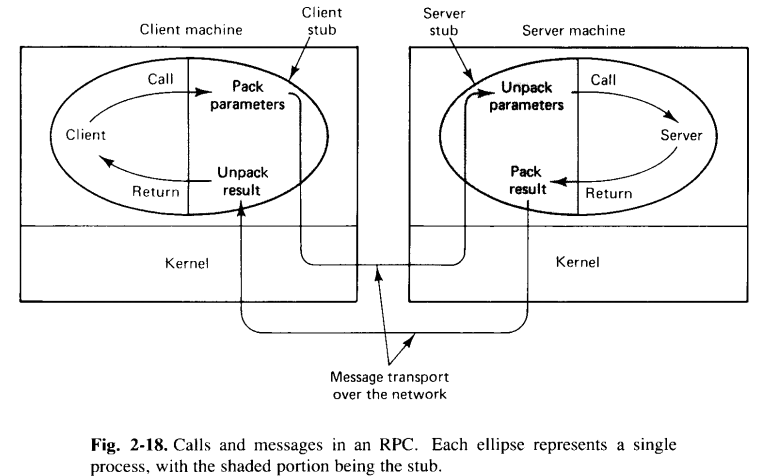 Client machine
Client
stub
Server
stub
Server machine
Call
Pack
parameters
Client
Unpack
result
Return
Kernel
Unpack
parameters
Call
Server
Pack
result
Return
Kernel
Message transport
over the network
Fig. 2-18. Calls and messages in an RPC. Each ellipse represents a single
process, with the shaded portion being the stub.